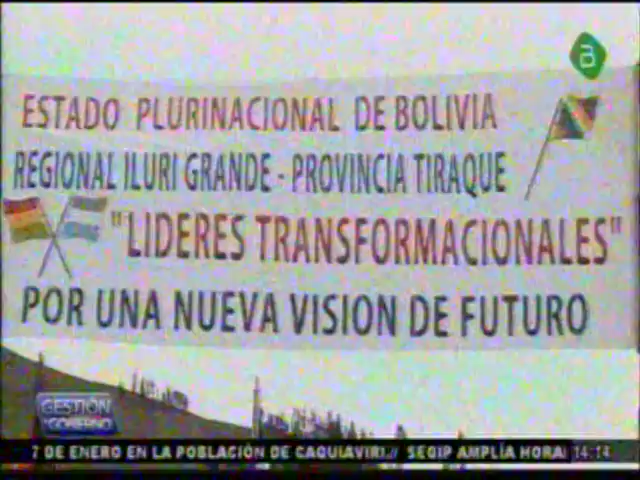 ESTADO PLURINACIONAL DE BOLIVIA
REGIONAL ILURI GRANDE - PROVINCIA TIRAQUE
"LIDERES TRANSFORMACIONALES"
POR UNA NUEVA VISION DE FUTURO
GESTIÓN
GOBIERNO
7 DE ENERO EN LA POBLACIÓN DE CAQUIAVIRI // SEGIP AMPLÍA HORA
14:14